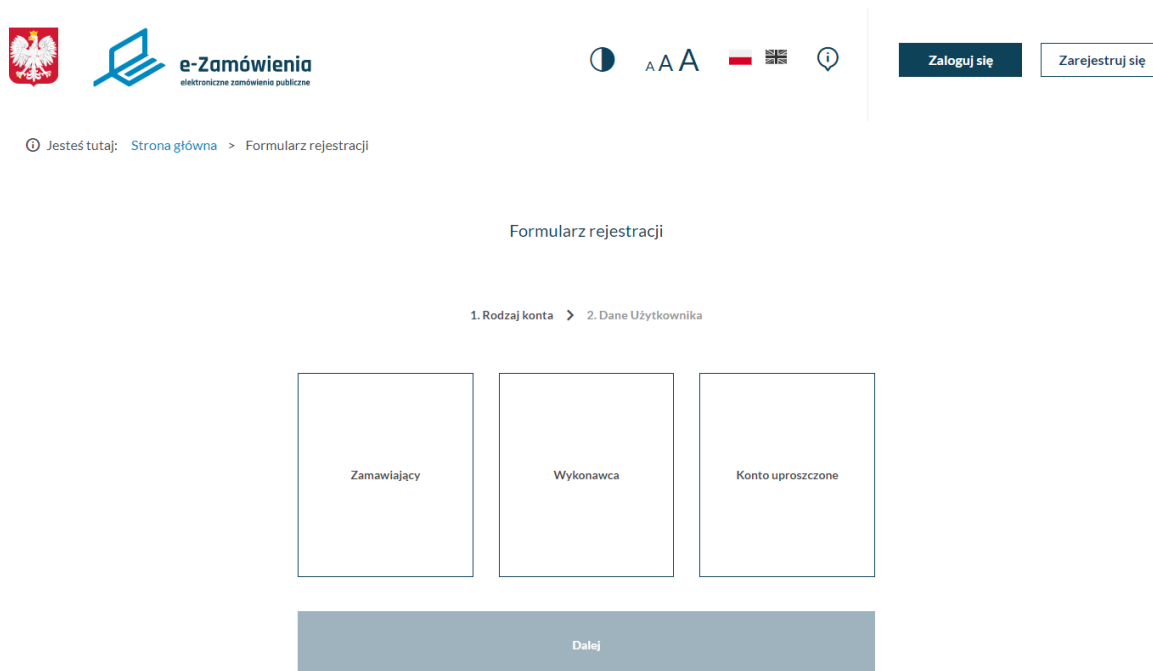 e-Zamówienia
elektroniczne zamówienia publiczne
A A A
Zaloguj się
Zarejestruj się
Jesteś tutaj: Strona główna > Formularz rejestracji
Formularz rejestracji
1. Rodzaj konta 2. Dane Użytkownika
Zamawiający
Wykonawca
Konto uproszczone
Dalej